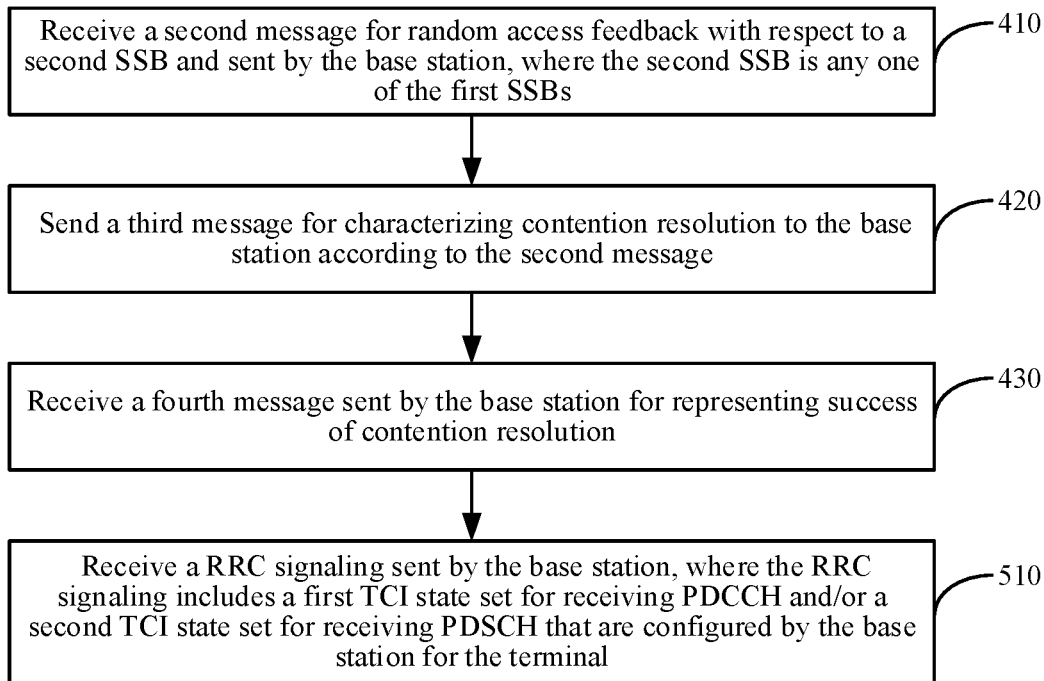 Receive a second message for random access feedback with respect to a
second SSB and sent by the base station, where the second SSB is any one
of the first SSBs
410
Send a third message for characterizing contention resolution to the base
station according to the second message
420
Receive a fourth message sent by the base station for representing success
of contention resolution
430
Receive a RRC signaling sent by the base station, where the RRC
signaling includes a first TCI state set for receiving PDCCH and/or a
second TCI state set for receiving PDSCH that are configured by the base
station for the terminal
510